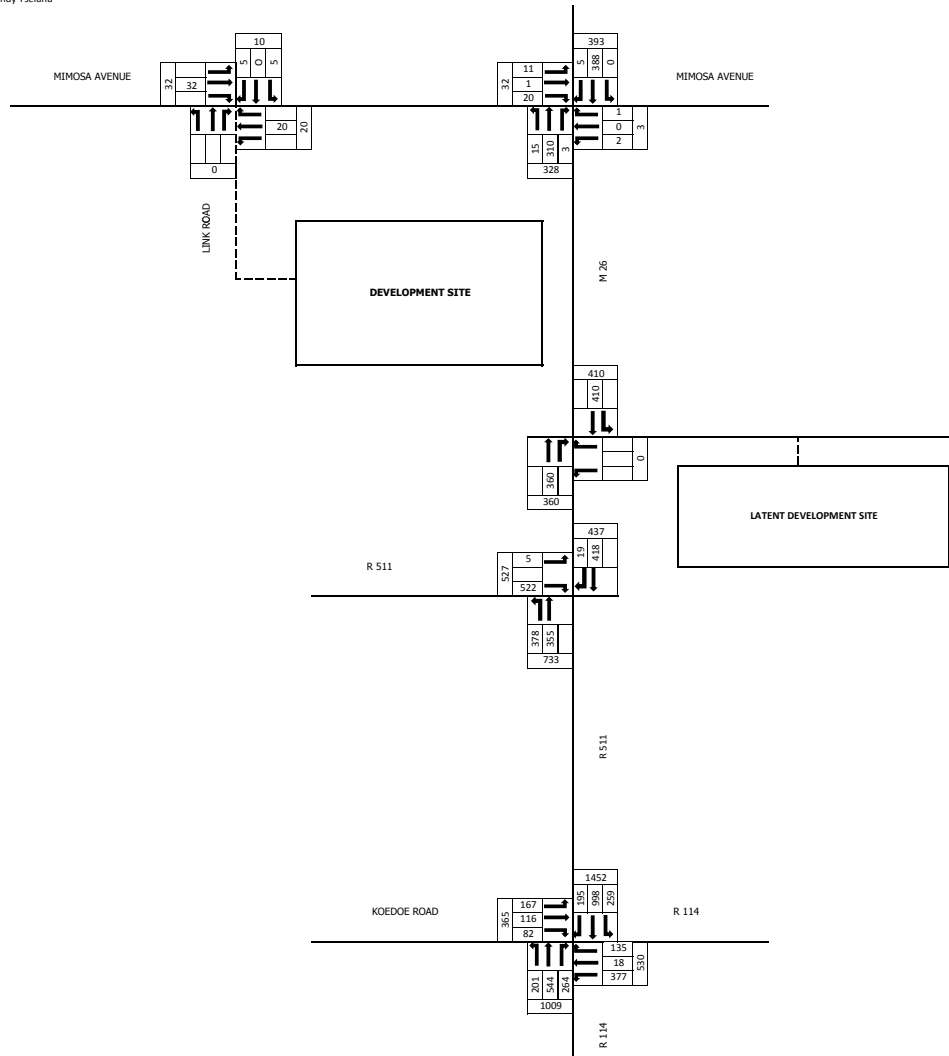 10
393
5 O 5
5 388 0
MIMOSA AVENUE
32
32
32
11
1
20
MIMOSA AVENUE
20
20
1
0
2
3
0
15 310 3
328
LINK ROAD
M 26
DEVELOPMENT SITE
410
410
0
360
360
LATENT DEVELOPMENT SITE
437
19 418
R 511
527
5
522
378 355
733
R 511
1452
195 998 259
KOEDOE ROAD
365
167
116
82
R 114
135
18
377
530
201 544 264
1009
R 114